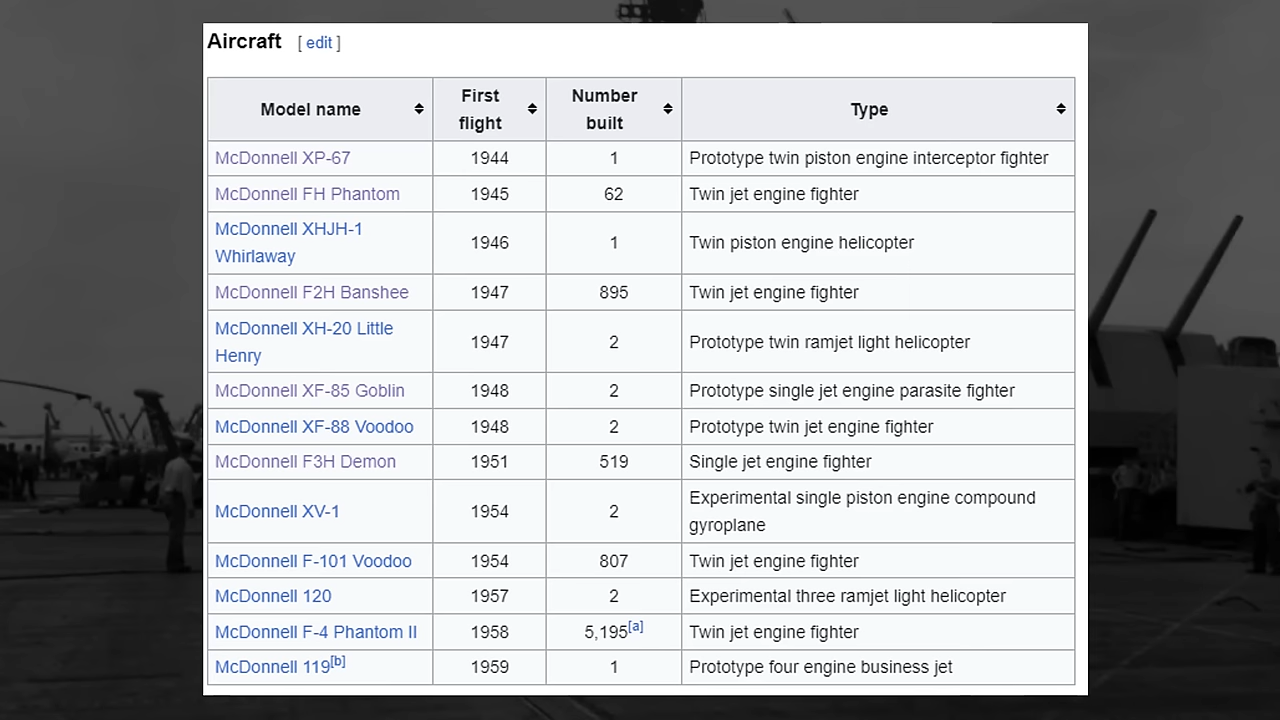 Aircraft [ edit ]
Model name First flight Number built Type
McDonnell XP-67 1944 1 Prototype twin piston engine interceptor fighter
McDonnell FH Phantom 1945 62 Twin jet engine fighter
McDonnell XHJH-1 Whirlaway 1946 1 Twin piston engine helicopter
McDonnell F2H Banshee 1947 895 Twin jet engine fighter
McDonnell XH-20 Little Henry 1947 2 Prototype twin ramjet light helicopter
McDonnell XF-85 Goblin 1948 2 Prototype single jet engine parasite fighter
McDonnell XF-88 Voodoo 1948 2 Prototype twin jet engine fighter
McDonnell F3H Demon 1951 519 Single jet engine fighter
McDonnell XV-1 1954 2 Experimental single piston engine compound gyroplane
McDonnell F-101 Voodoo 1954 807 Twin jet engine fighter
McDonnell 120 1957 2 Experimental three ramjet light helicopter
McDonnell F-4 Phantom II 1958 5,195[a] Twin jet engine fighter
McDonnell 119[b] 1959 1 Prototype four engine business jet